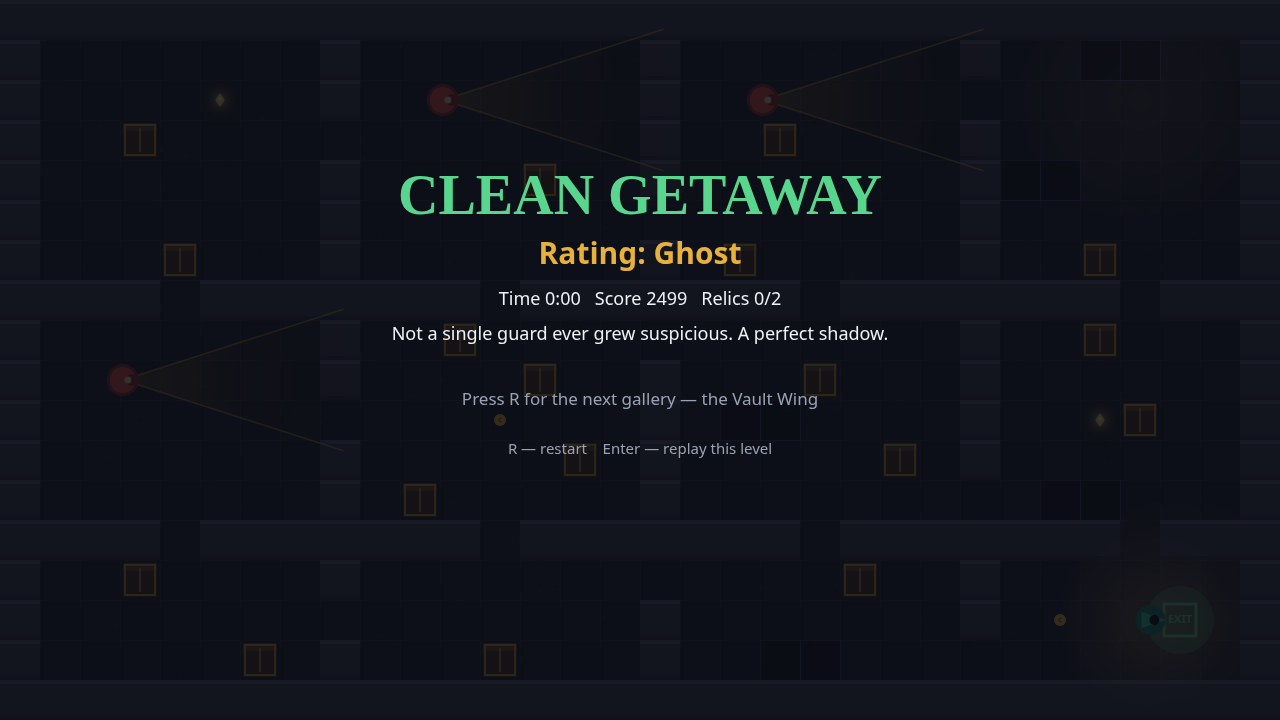 CLEAN GETAWAY
Rating: Ghost
Time 0:00 Score 2499 Relics 0/2
Not a single guard ever grew suspicious. A perfect shadow.
Press R for the next gallery — the Vault Wing
R — restart Enter — replay this level
EXIT